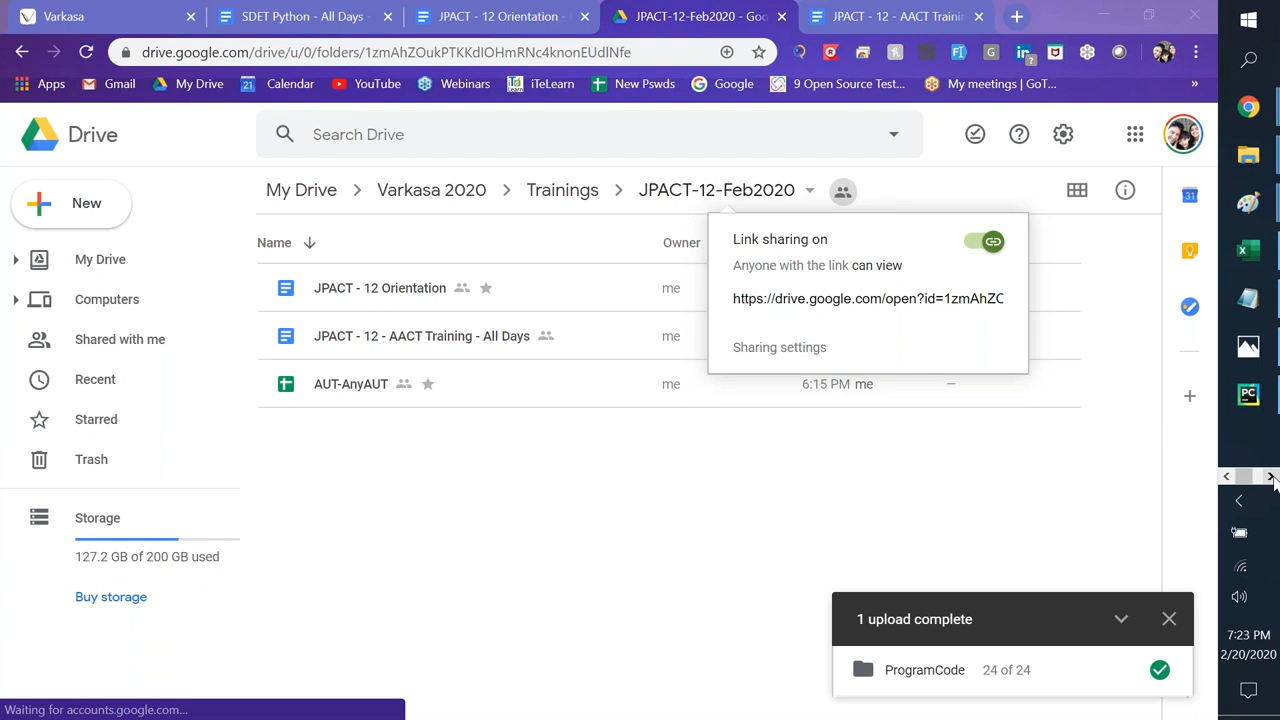 Varkasa
SDET Python - All Days -
JPACT - 12 Orientation -
JPACT-12-Feb2020 - Goo
JPACT - 12 - AACT Trainin
drive.google.com/drive/u/0/folders/1zmAhZOukPTKKdIOHmRNc4knonEUdlNfe
Apps
Gmail
My Drive
Calendar
YouTube
Webinars
iTeLearn
New Pswds
Google
9 Open Source Test...
My meetings | GoT...
»
Drive
Search Drive
New
My Drive
Computers
Shared with me
Recent
Starred
Trash
Storage
127.2 GB of 200 GB used
Buy storage
My Drive > Varkasa 2020 > Trainings > JPACT-12-Feb2020
Name
Owner
JPACT - 12 Orientation
me
JPACT - 12 - AACT Training - All Days
me
AUT-AnyAUT
me
6:15 PM me
—
Link sharing on
Anyone with the link can view
https://drive.google.com/open?id=1zmAhZO
Sharing settings
1 upload complete
ProgramCode 24 of 24
Waiting for accounts.google.com...
7:23 PM
2/20/2020